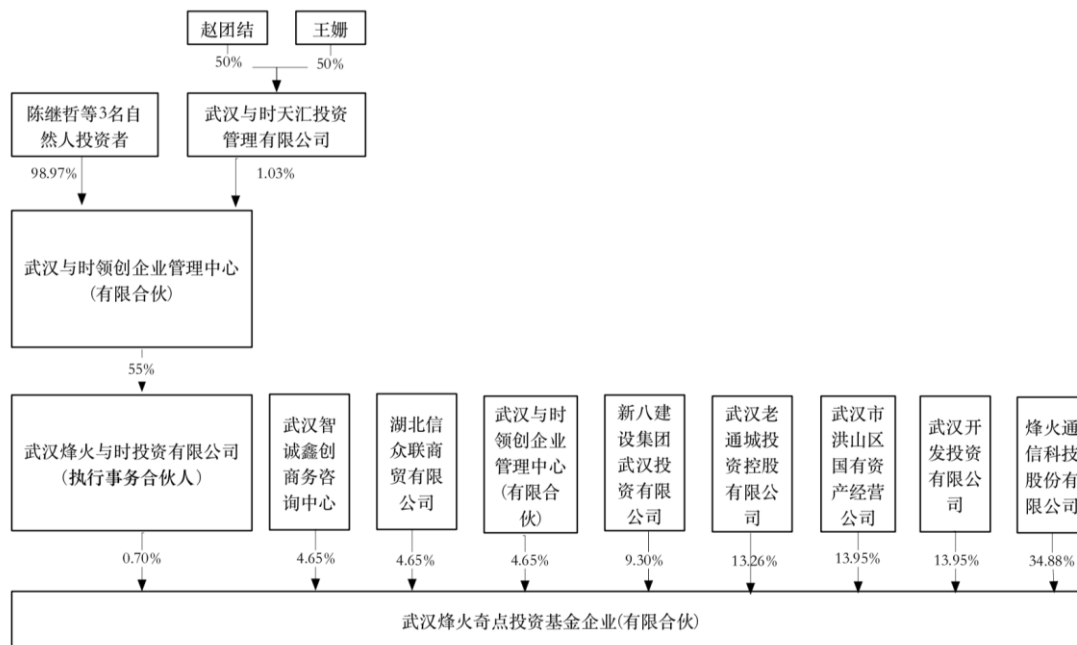 赵团结
王姗
50%
50%
陈继哲等3名自
然人投资者
武汉与时天汇投资
管理有限公司
98.97%
1.03%
武汉与时领创企业管理中心
(有限合伙)
55%
武汉烽火与时投资有限公司
(执行事务合伙人)
武汉智
诚鑫创
商务咨
询中心
湖北信
众联商
贸有限
公司
武汉与时
领创企业
管理中心
(有限合
伙)
新八建
设集团
武汉投
资有限
公司
武汉老
通城投
资控股
有限公
司
武汉市
洪山区
国有资
产经营
公司
武汉开
发投资
有限公
司
烽火通
信科技
股份有
限公司
0.70%
4.65%
4.65%
4.65%
9.30%
13.26%
13.95%
13.95%
34.88%
武汉烽火奇点投资基金企业(有限合伙)